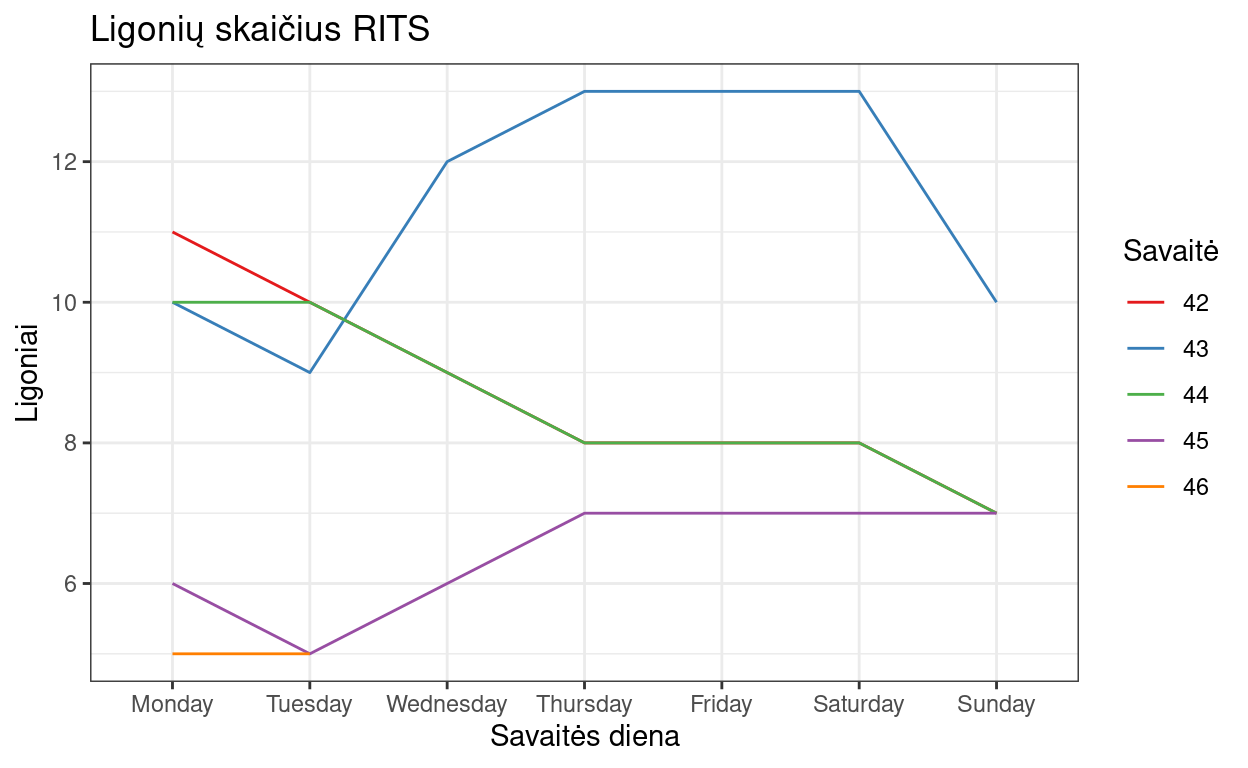 Ligonių skaičius RITS
Ligoniai
12
10
8
6
Monday Tuesday Wednesday Thursday Friday Saturday Sunday
Savaitės diena
Savaitė
42
43
44
45
46